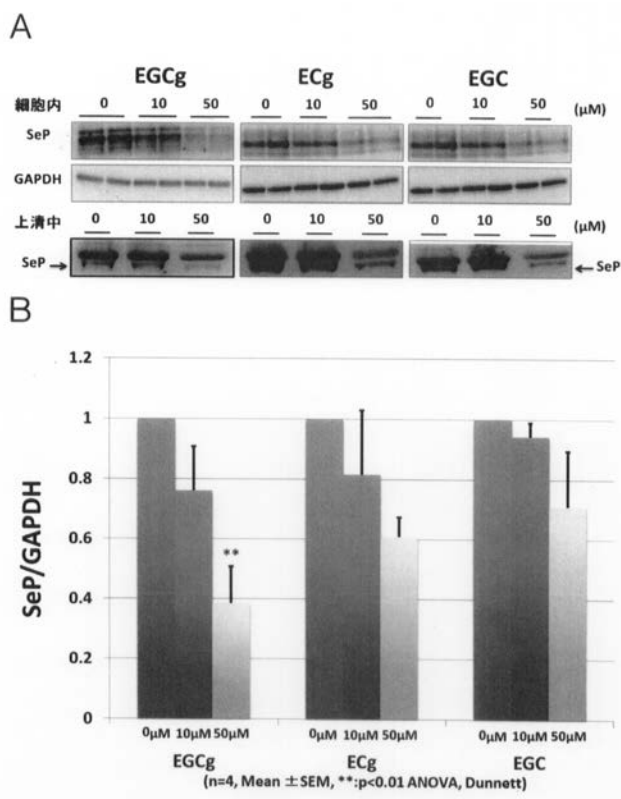 A
EGCg ECg EGC
細胞内 0 10 50 0 10 50 0 10 50 (μM)
SeP
GAPDH
上清中 0 10 50 0 10 50 0 10 50 (μM)
SeP→ ←SeP
B
1.2
1
0.8
0.6
0.4
0.2
0
SeP/GAPDH
**
0μM 10μM 50μM 0μM 10μM 50μM 0μM 10μM 50μM
EGCg ECg EGC
(n=4, Mean ±SEM, **:p<0.01 ANOVA, Dunnett)